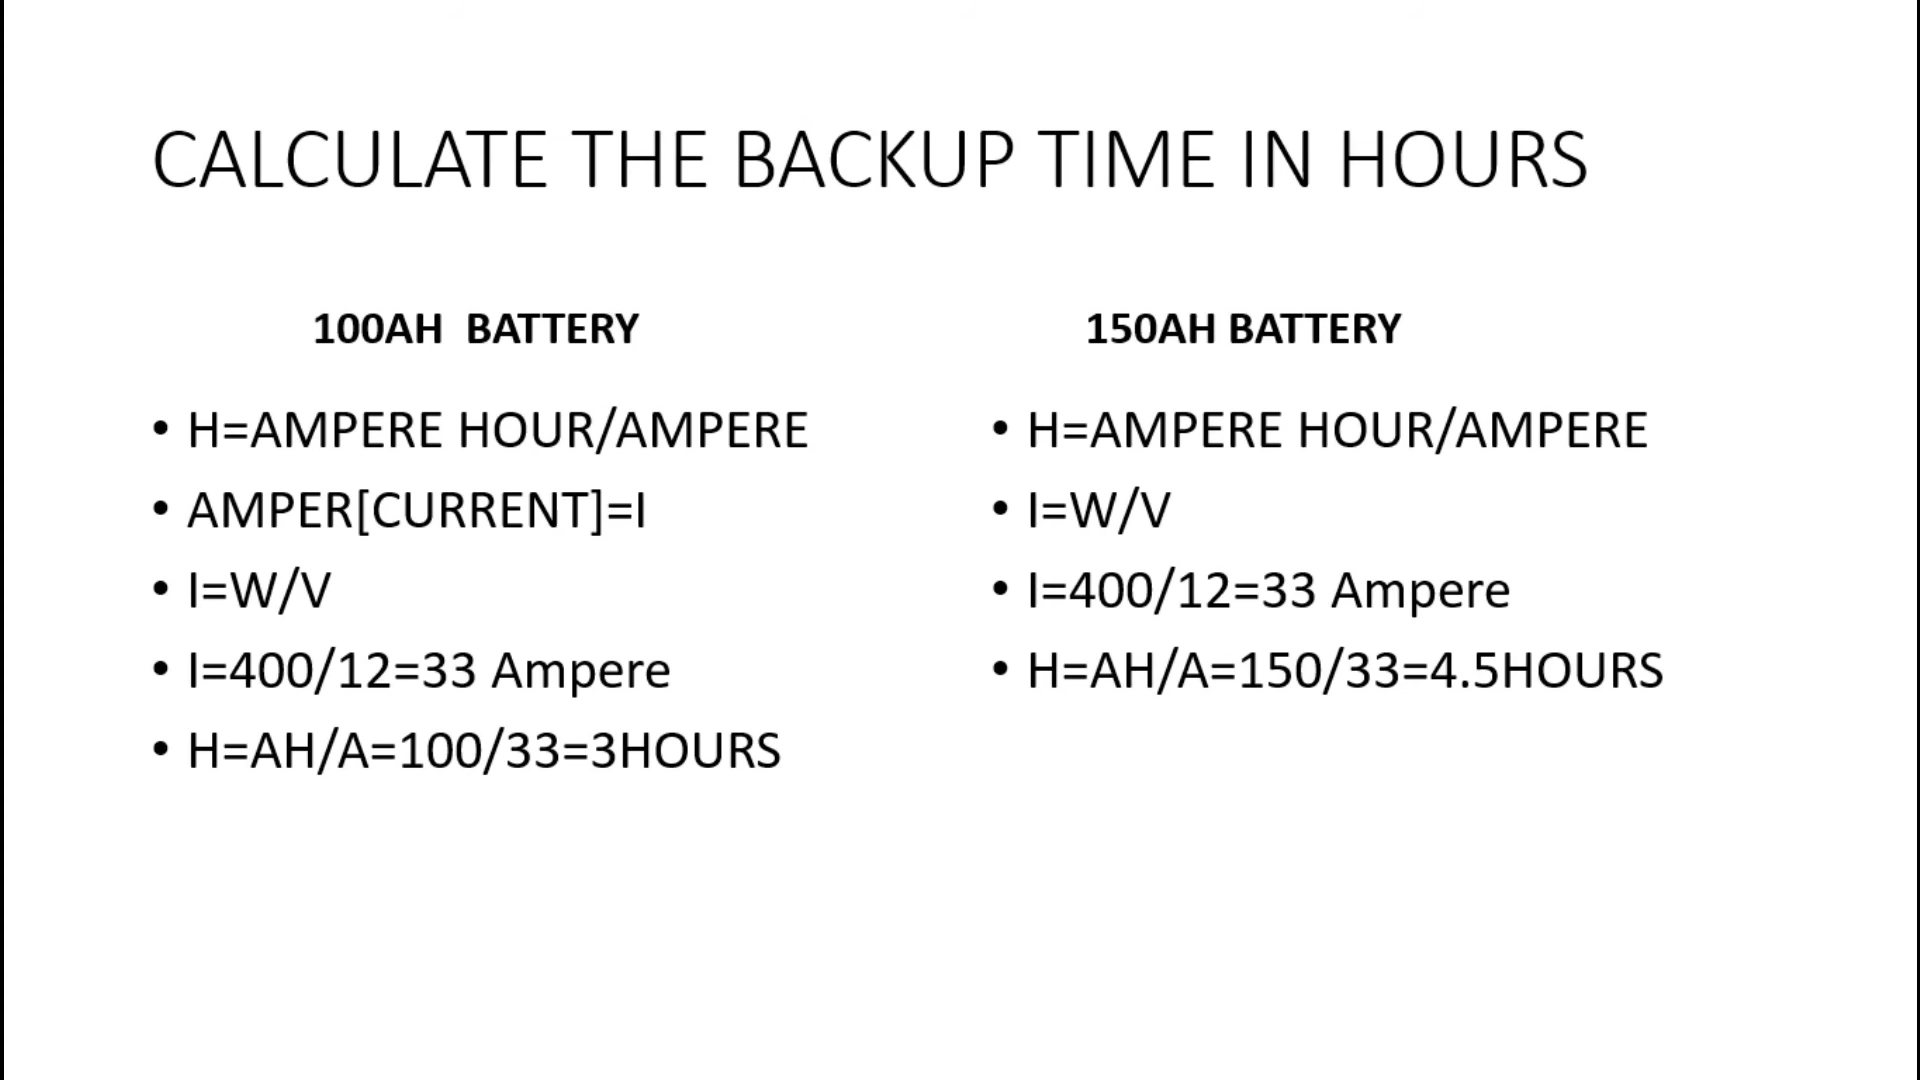 CALCULATE THE BACKUP TIME IN HOURS
100AH BATTERY
• H=AMPERE HOUR/AMPERE
• AMPER[CURRENT]=I
• I=W/V
• I=400/12=33 Ampere
• H=AH/A=100/33=3HOURS
150AH BATTERY
• H=AMPERE HOUR/AMPERE
• I=W/V
• I=400/12=33 Ampere
• H=AH/A=150/33=4.5HOURS